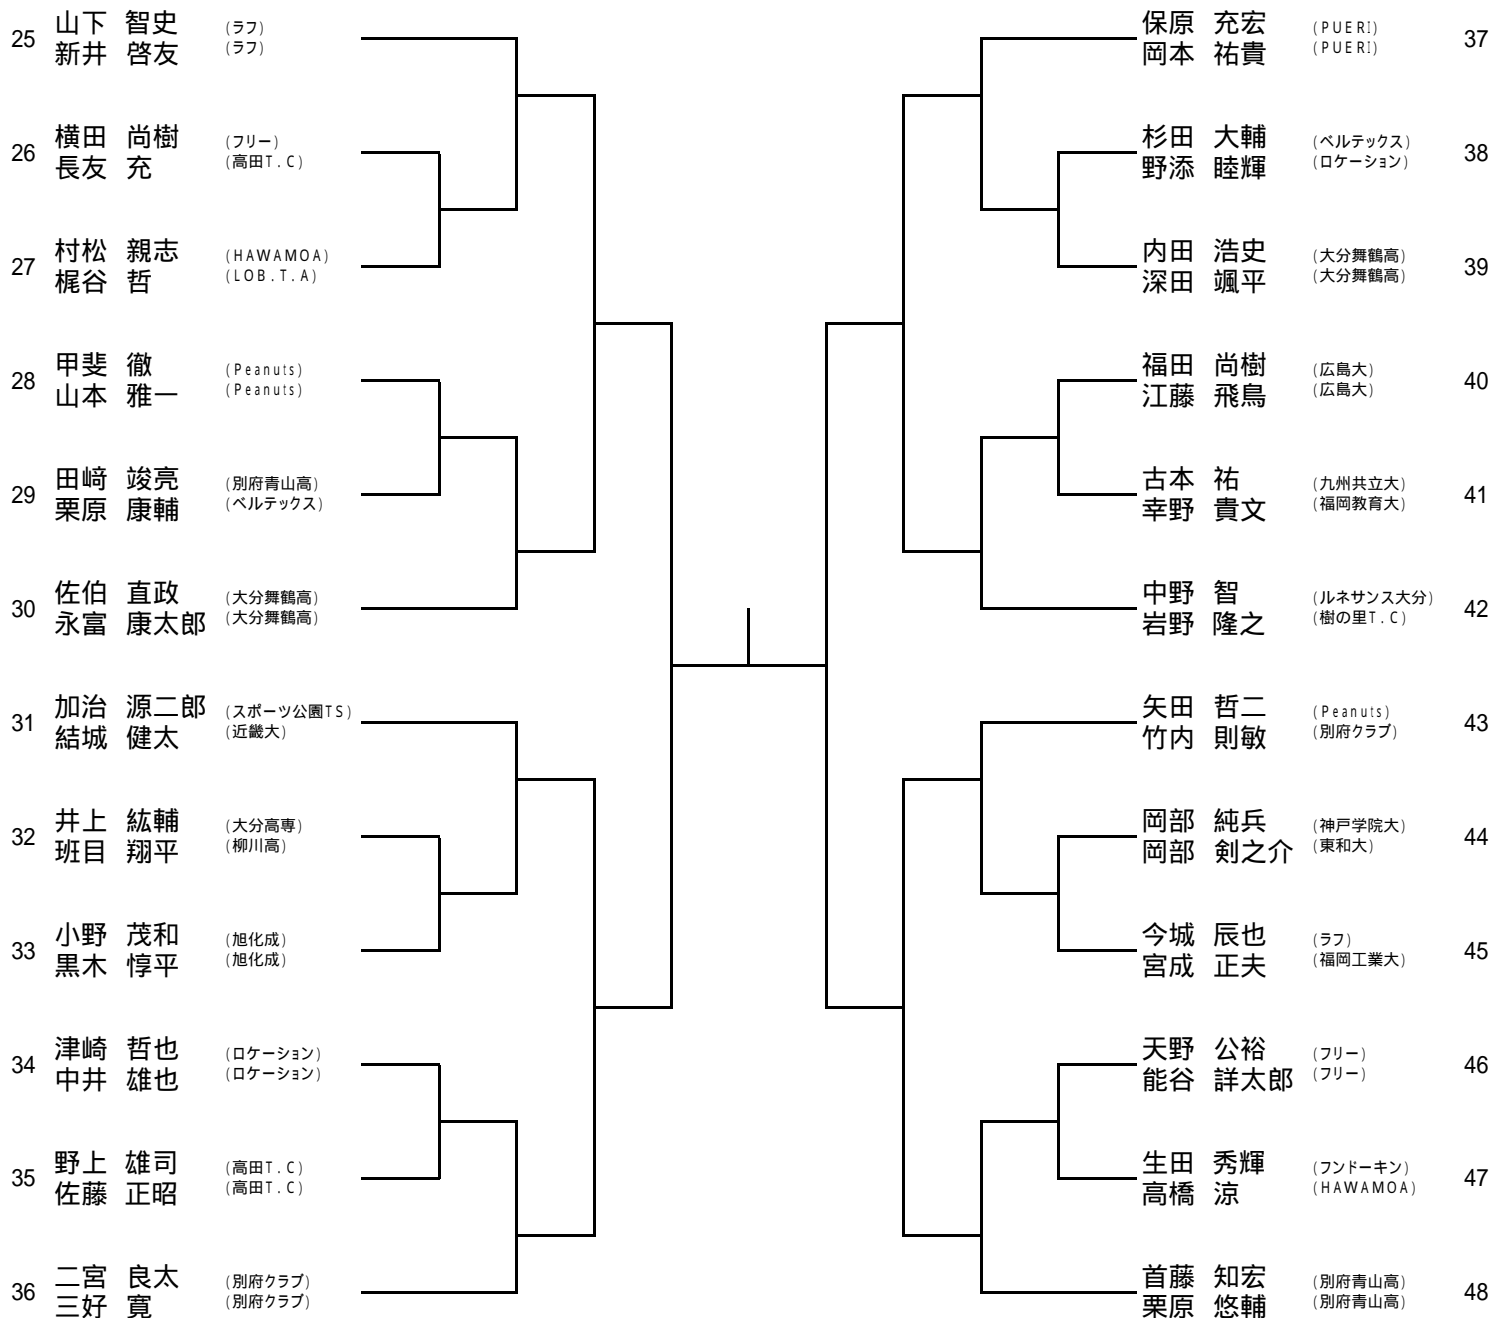 25 山下 智史 (ラフ)
新井 啓友 (ラフ)
26 横田 尚樹 (フリー)
長友 充 (高田T.C)
27 村松 親志 (HAWAMOA)
梶谷 哲 (LOB.T.A)
28 甲斐 徹 (Peanuts)
山本 雅一 (Peanuts)
29 田﨑 竣亮 (別府青山高)
栗原 康輔 (ベルテックス)
30 佐伯 直政 (大分舞鶴高)
永富 康太郎 (大分舞鶴高)
31 加治 源二郎 (スポーツ公園TS)
結城 健太 (近畿大)
32 井上 紘輔 (大分高専)
班目 翔平 (柳川高)
33 小野 茂和 (旭化成)
黒木 惇平 (旭化成)
34 津崎 哲也 (ロケーション)
中井 雄也 (ロケーション)
35 野上 雄司 (高田T.C)
佐藤 正昭 (高田T.C)
36 二宮 良太 (別府クラブ)
三好 寛 (別府クラブ)
保原 充宏 (PUERI) 37
岡本 祐貴 (PUERI)
杉田 大輔 (ベルテックス) 38
野添 睦輝 (ロケーション)
内田 浩史 (大分舞鶴高) 39
深田 颯平 (大分舞鶴高)
福田 尚樹 (広島大) 40
江藤 飛鳥 (広島大)
古本 祐 (九州共立大) 41
幸野 貴文 (福岡教育大)
中野 智 (ルネサンス大分) 42
岩野 隆之 (樹の里T.C)
矢田 哲二 (Peanuts) 43
竹内 則敏 (別府クラブ)
岡部 純兵 (神戸学院大) 44
岡部 剣之介 (東和大)
今城 辰也 (ラフ) 45
宮成 正夫 (福岡工業大)
天野 公裕 (フリー) 46
能谷 詳太郎 (フリー)
生田 秀輝 (フンドーキン) 47
高橋 涼 (HAWAMOA)
首藤 知宏 (別府青山高) 48
栗原 悠輔 (別府青山高)